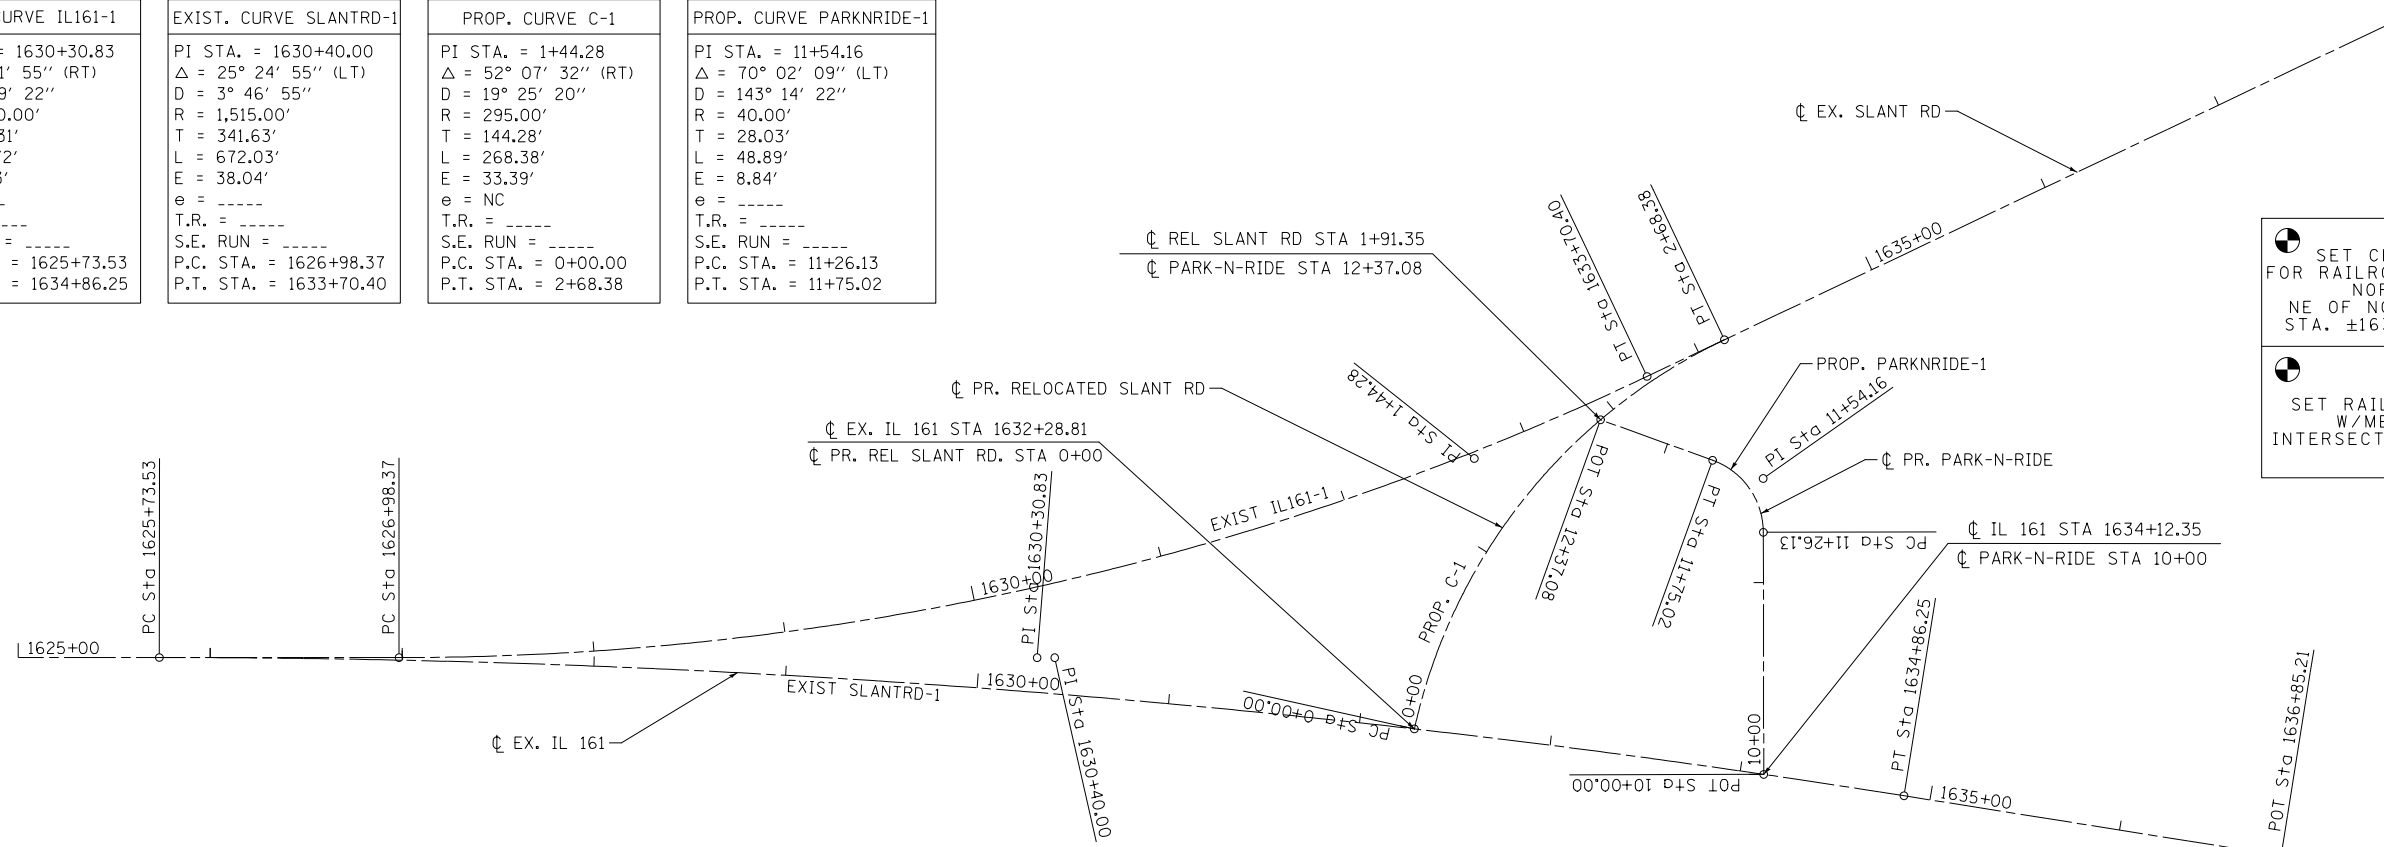 CURVE IL161-1
= 1630+30.83
1' 55'' (RT)
9' 22''
0.00'
31'
72'
3'
= _____
= 1625+73.53
= 1634+86.25
EXIST. CURVE SLANTRD-1
PI STA. = 1630+40.00
Δ = 25° 24' 55'' (LT)
D = 3° 46' 55''
R = 1,515.00'
T = 341.63'
L = 672.03'
E = 38.04'
e = _____
T.R. = _____
S.E. RUN = _____
P.C. STA. = 1626+98.37
P.T. STA. = 1633+70.40
PROP. CURVE C-1
PI STA. = 1+44.28
Δ = 52° 07' 32'' (RT)
D = 19° 25' 20''
R = 295.00'
T = 144.28'
L = 268.38'
E = 33.39'
e = NC
T.R. = _____
S.E. RUN = _____
P.C. STA. = 0+00.00
P.T. STA. = 2+68.38
PROP. CURVE PARKNRIDE-1
PI STA. = 11+54.16
Δ = 70° 02' 09'' (LT)
D = 143° 14' 22''
R = 40.00'
T = 28.03'
L = 48.89'
E = 8.84'
e = _____
T.R. = _____
S.E. RUN = _____
P.C. STA. = 11+26.13
P.T. STA. = 11+75.02
℄ EX. SLANT RD
1635+00
PT Sta 1633+70.40
PT Sta 2+68.38
℄ REL SLANT RD STA 1+91.35
℄ PARK-N-RIDE STA 12+37.08
PI Sta 1+44.28
℄ PR. RELOCATED SLANT RD
℄ EX. IL 161 STA 1632+28.81
℄ PR. REL SLANT RD. STA 0+00
PROP. PARKNRIDE-1
PI Sta 11+54.16
℄ PR. PARK-N-RIDE
PC Sta 11+26.13
℄ IL 161 STA 1634+12.35
℄ PARK-N-RIDE STA 10+00
POT Sta 12+37.08
PT Sta 11+75.02
PC Sta 1625+73.53
PC Sta 1626+98.37
PI Sta 1630+30.83
EXIST IL161-1
PROP. C-1
1625+00
1630+00
1630+00
EXIST SLANTRD-1
℄ EX. IL 161
PI Sta 1630+40.00
PC Sta 0+00.00
0+00
10+00
POT Sta 10+00.00
PT Sta 1634+86.25
1635+00
POT Sta 1636+85.21
SET C
FOR RAILRO
NOR
NE OF NO
STA. ±163
SET RAIL
W/ME
INTERSECT